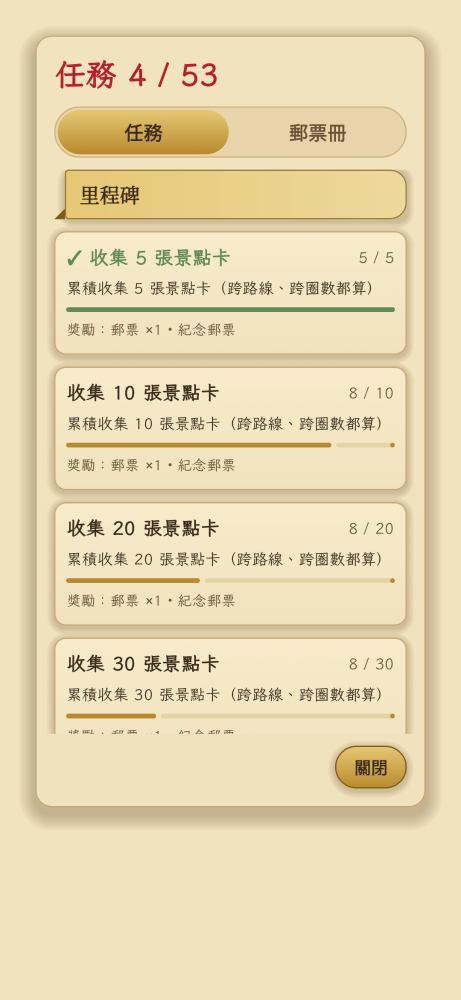 任務 4 / 53
任務
郵票冊
里程碑
✓ 收集 5 張景點卡 5 / 5
累積收集 5 張景點卡（跨路線、跨圈數都算）
獎勵：郵票 ×1・紀念郵票
收集 10 張景點卡 8 / 10
累積收集 10 張景點卡（跨路線、跨圈數都算）
獎勵：郵票 ×1・紀念郵票
收集 20 張景點卡 8 / 20
累積收集 20 張景點卡（跨路線、跨圈數都算）
獎勵：郵票 ×1・紀念郵票
收集 30 張景點卡 8 / 30
累積收集 30 張景點卡（跨路線、跨圈數都算）
關閉